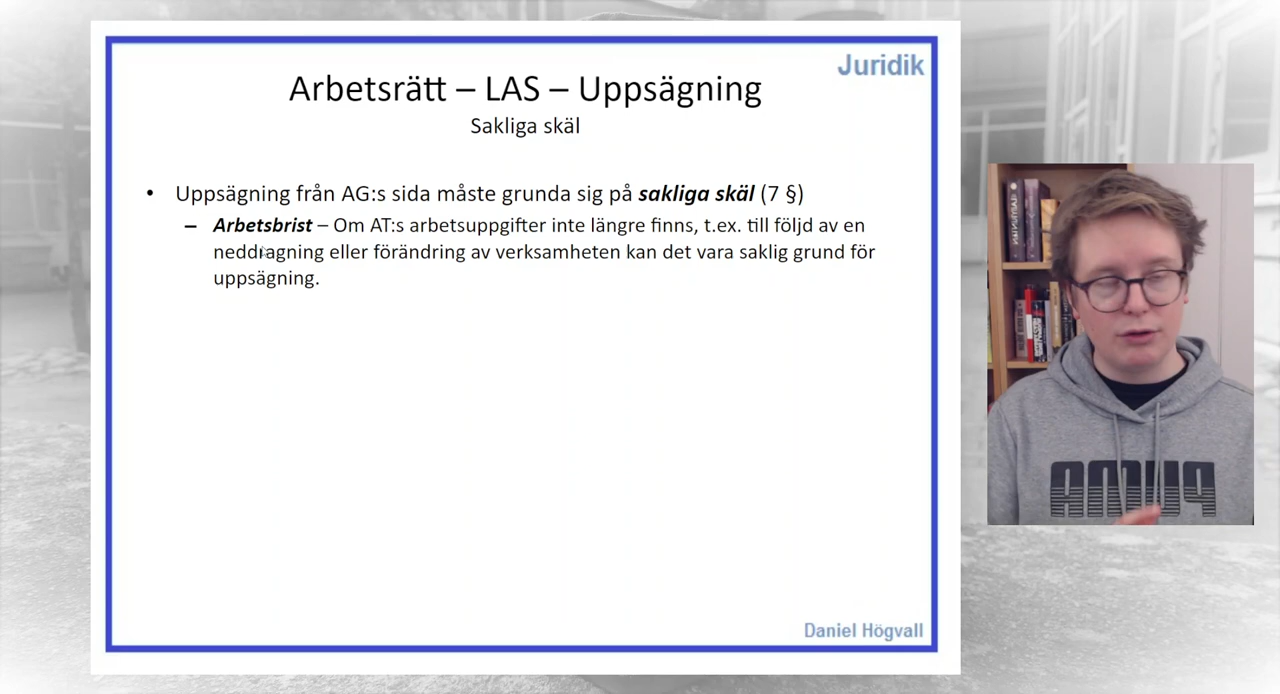 Juridik
Arbetsrätt – LAS – Uppsägning
Sakliga skäl
• Uppsägning från AG:s sida måste grunda sig på sakliga skäl (7 §)
– Arbetsbrist – Om AT:s arbetsuppgifter inte längre finns, t.ex. till följd av en
neddragning eller förändring av verksamheten kan det vara saklig grund för
uppsägning.
Daniel Högvall